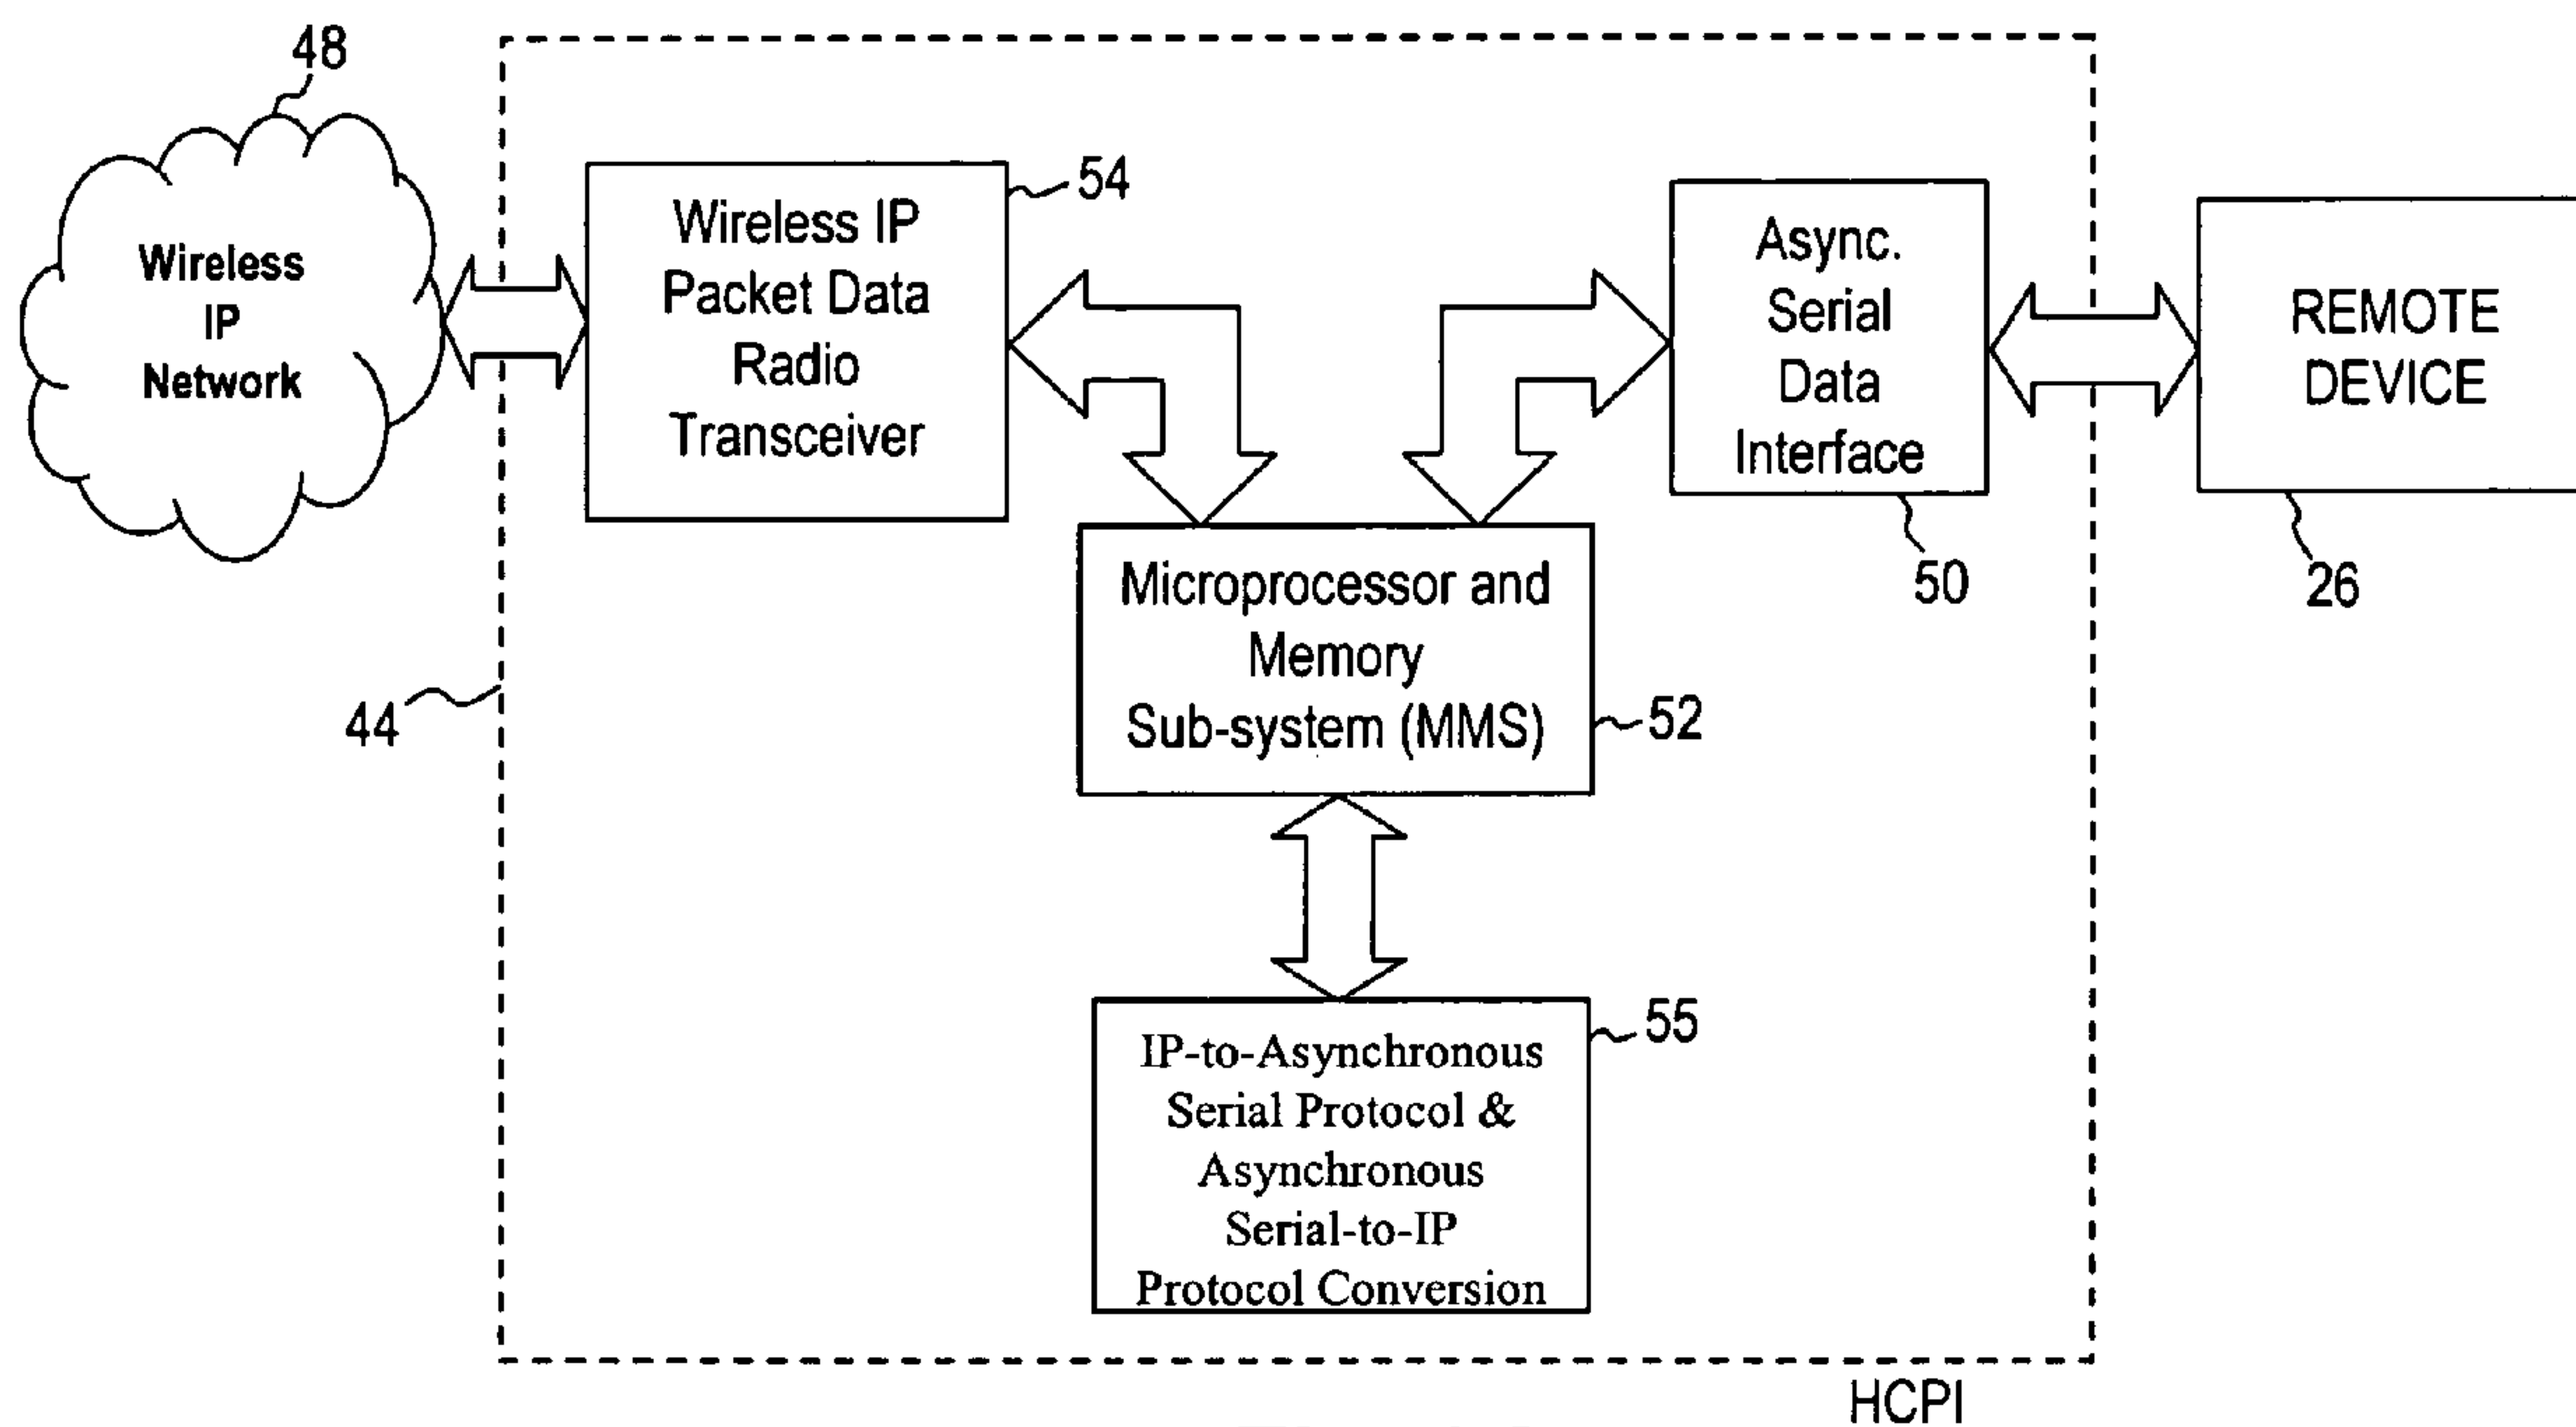 48
Wireless
IP
Network
44
Wireless IP
Packet Data
Radio
Transceiver
54
Async.
Serial
Data
Interface
50
REMOTE
DEVICE
26
Microprocessor and
Memory
Sub-system (MMS)
52
IP-to-Asynchronous
Serial Protocol &
Asynchronous
Serial-to-IP
Protocol Conversion
55
HCPI